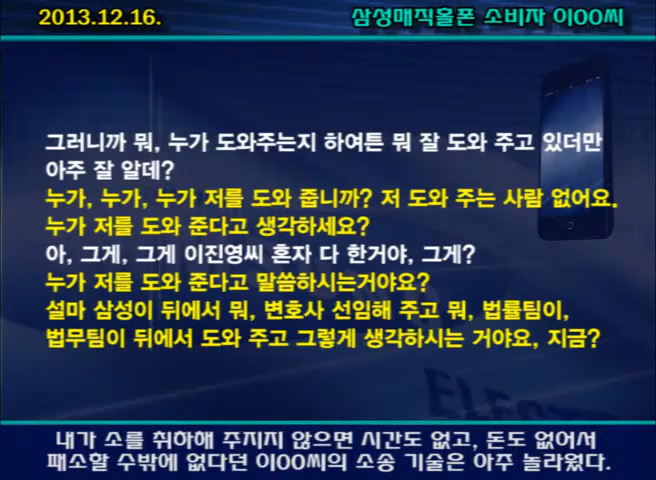 2013.12.16.
삼성매직홀폰 소비자 이OO씨
그러니까 뭐, 누가 도와주는지 하여튼 뭐 잘 도와 주고 있더만
아주 잘 알데?
누가, 누가, 누가 저를 도와 줍니까? 저 도와 주는 사람 없어요.
누가 저를 도와 준다고 생각하세요?
아, 그게, 그게 이진영씨 혼자 다 한거야, 그게?
누가 저를 도와 준다고 말씀하시는거야요?
설마 삼성이 뒤에서 뭐, 변호사 선임해 주고 뭐, 법률팀이,
법무팀이 뒤에서 도와 주고 그렇게 생각하시는 거야요, 지금?
내가 소를 취하해 주지지 않으면 시간도 없고, 돈도 없어서
패소할 수밖에 없다던 이OO씨의 소송 기술은 아주 놀라웠다.